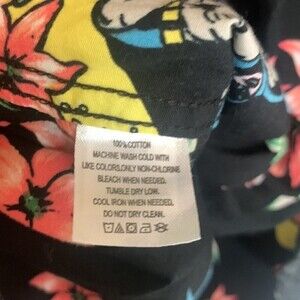 100%COTTON
MACHINE WASH COLD WITH
LIKE COLORS,ONLY NON-CHLORINE
BLEACH WHEN NEEDED.
TUMBLE DRY LOW.
COOL IRON WHEN NEEDED.
DO NOT DRY CLEAN.